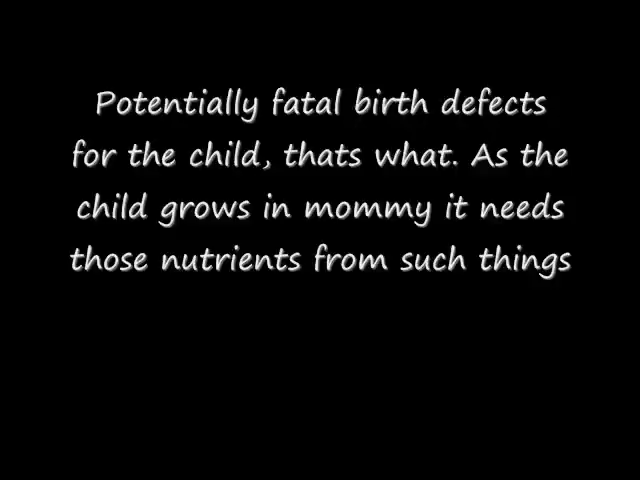 Potentially fatal birth defects
for the child, thats what. As the
child grows in mommy it needs
those nutrients from such things